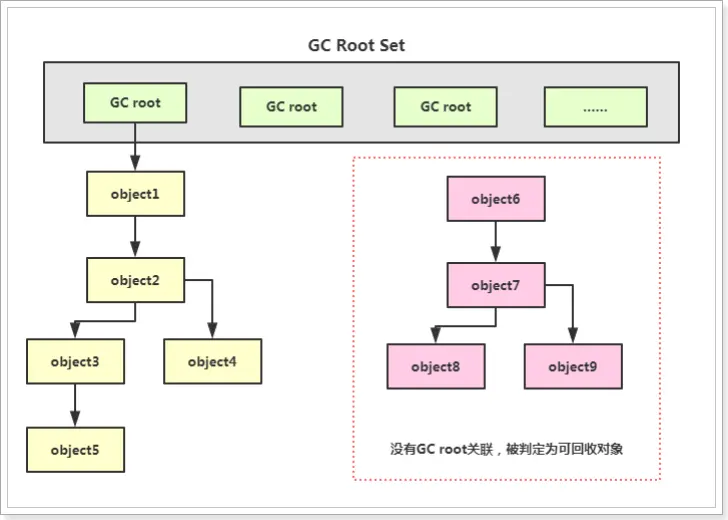 GC Root Set
GC root
GC root
GC root
......
object1
object2
object3
object4
object5
object6
object7
object8
object9
没有GC root关联，被判定为可回收对象